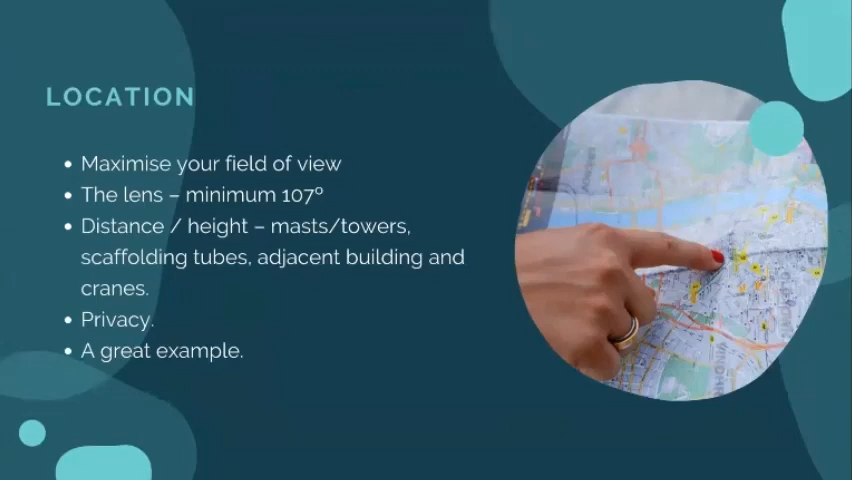 LOCATION
• Maximise your field of view
• The lens – minimum 107º
• Distance / height – masts/towers,
scaffolding tubes, adjacent building and
cranes.
• Privacy.
• A great example.